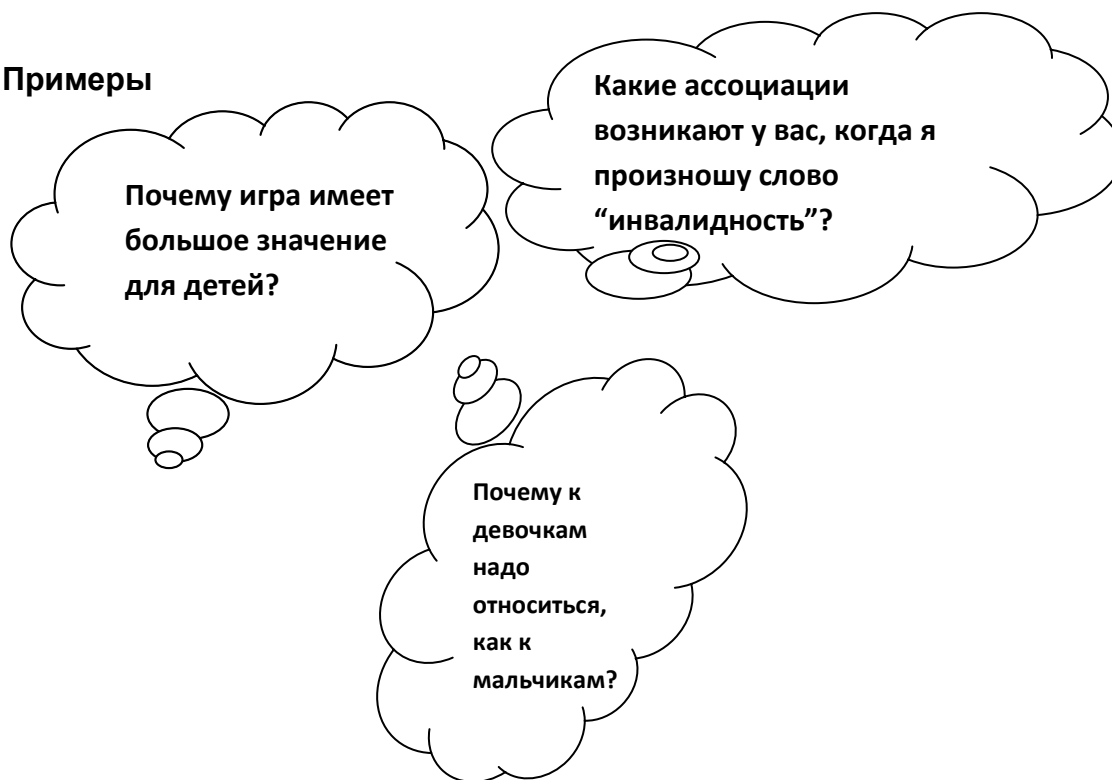 Примеры
Почему игра имеет
большое значение
для детей?
Какие ассоциации
возникают у вас, когда я
произношу слово
“инвалидность”?
Почему к
девочкам
надо
относиться,
как к
мальчикам?